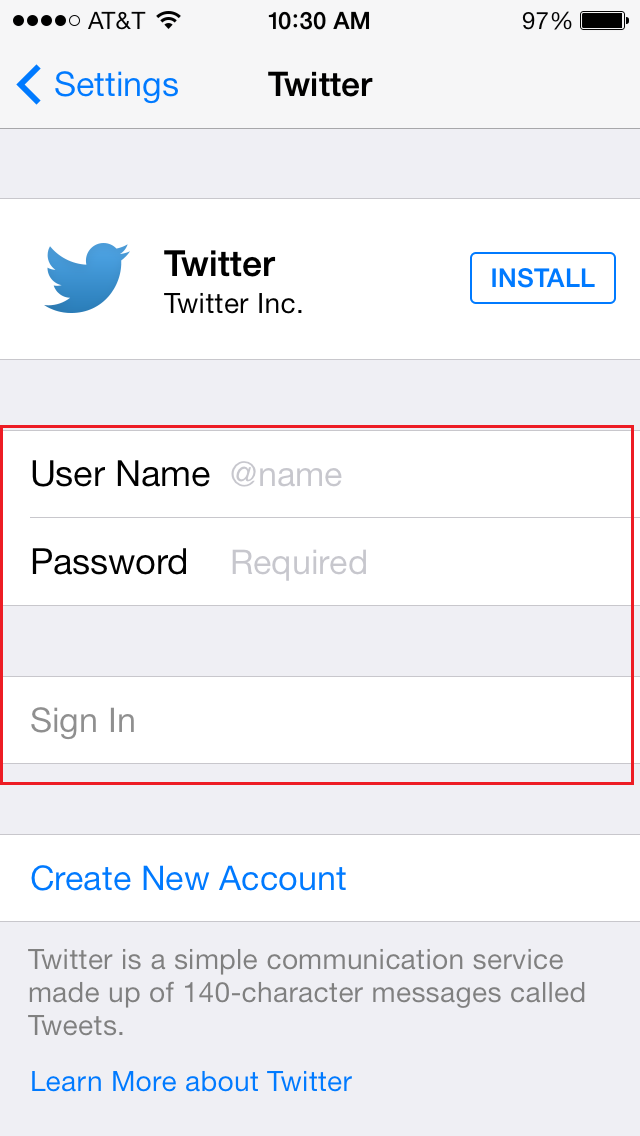 AT&T 10:30 AM 97%
Settings Twitter
Twitter
Twitter Inc.
INSTALL
User Name @name
Password Required
Sign In
Create New Account
Twitter is a simple communication service
made up of 140-character messages called
Tweets.
Learn More about Twitter